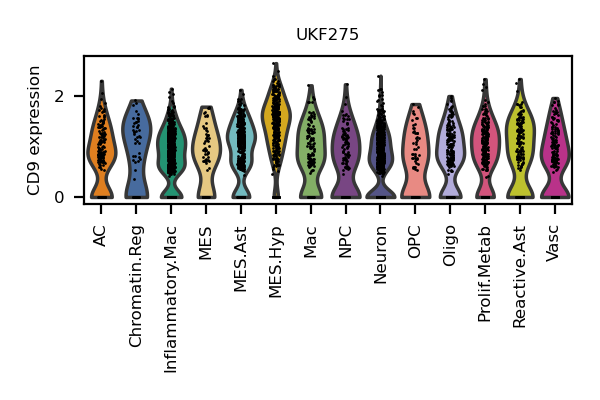 UKF275
CD9 expression
2
0
AC
Chromatin.Reg
Inflammatory.Mac
MES
MES.Ast
MES.Hyp
Mac
NPC
Neuron
OPC
Oligo
Prolif.Metab
Reactive.Ast
Vasc